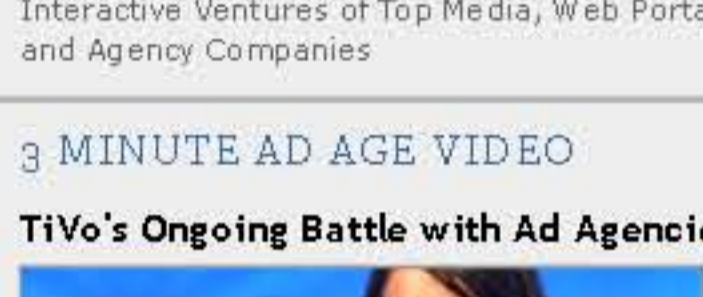 Interactive Ventures of Top Media, Web Porta
and Agency Companies
3 MINUTE AD AGE VIDEO
TiVo's Ongoing Battle with Ad Agencie